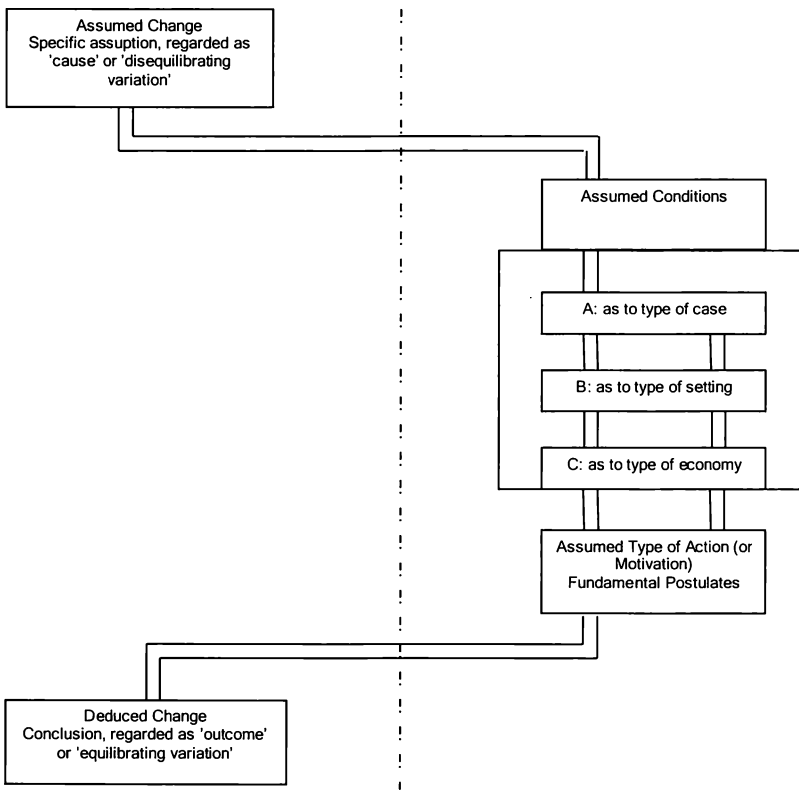 Assumed Change
Specific assuption, regarded as
'cause' or 'disequilibrating
variation'
Assumed Conditions
A: as to type of case
B: as to type of setting
C: as to type of economy
Assumed Type of Action (or
Motivation)
Fundamental Postulates
Deduced Change
Conclusion, regarded as 'outcome'
or 'equilibrating variation'